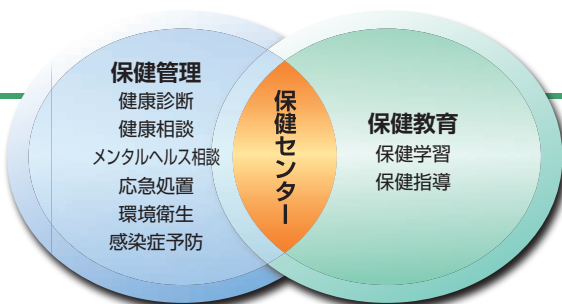 保健管理
健康診断
健康相談
メンタルヘルス相談
応急処置
環境衛生
感染症予防
保健センター
保健教育
保健学習
保健指導